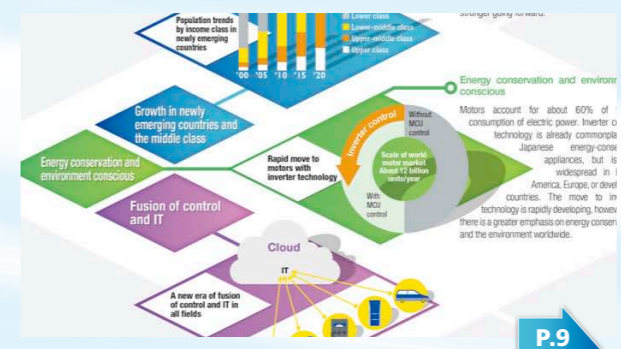 Population trends
by income class in
newly emerging
countries
Lower class
Lower-middle class
Upper-middle class
Upper class
'00 '05 '10 '15 '20
stronger going forward.
Growth in newly
emerging countries and
the middle class
Energy conservation and
environment conscious
Fusion of control
and IT
Rapid move to
motors with
inverter technology
Inverter control
Without
MCU
control
Scale of world
motor market
About 12 billion
units/year
With
MCU
control
Energy conservation and environm
conscious
Motors account for about 60% of
consumption of electric power. Inverter c
technology is already commonpla
Japanese energy-conse
appliances, but is
widespread in
America, Europe, or devel
countries. The move to in
technology is rapidly developing, howev
there is a greater emphasis on energy conser
and the environment worldwide.
Cloud
IT
A new era of fusion
of control and IT in
all fields
P.9